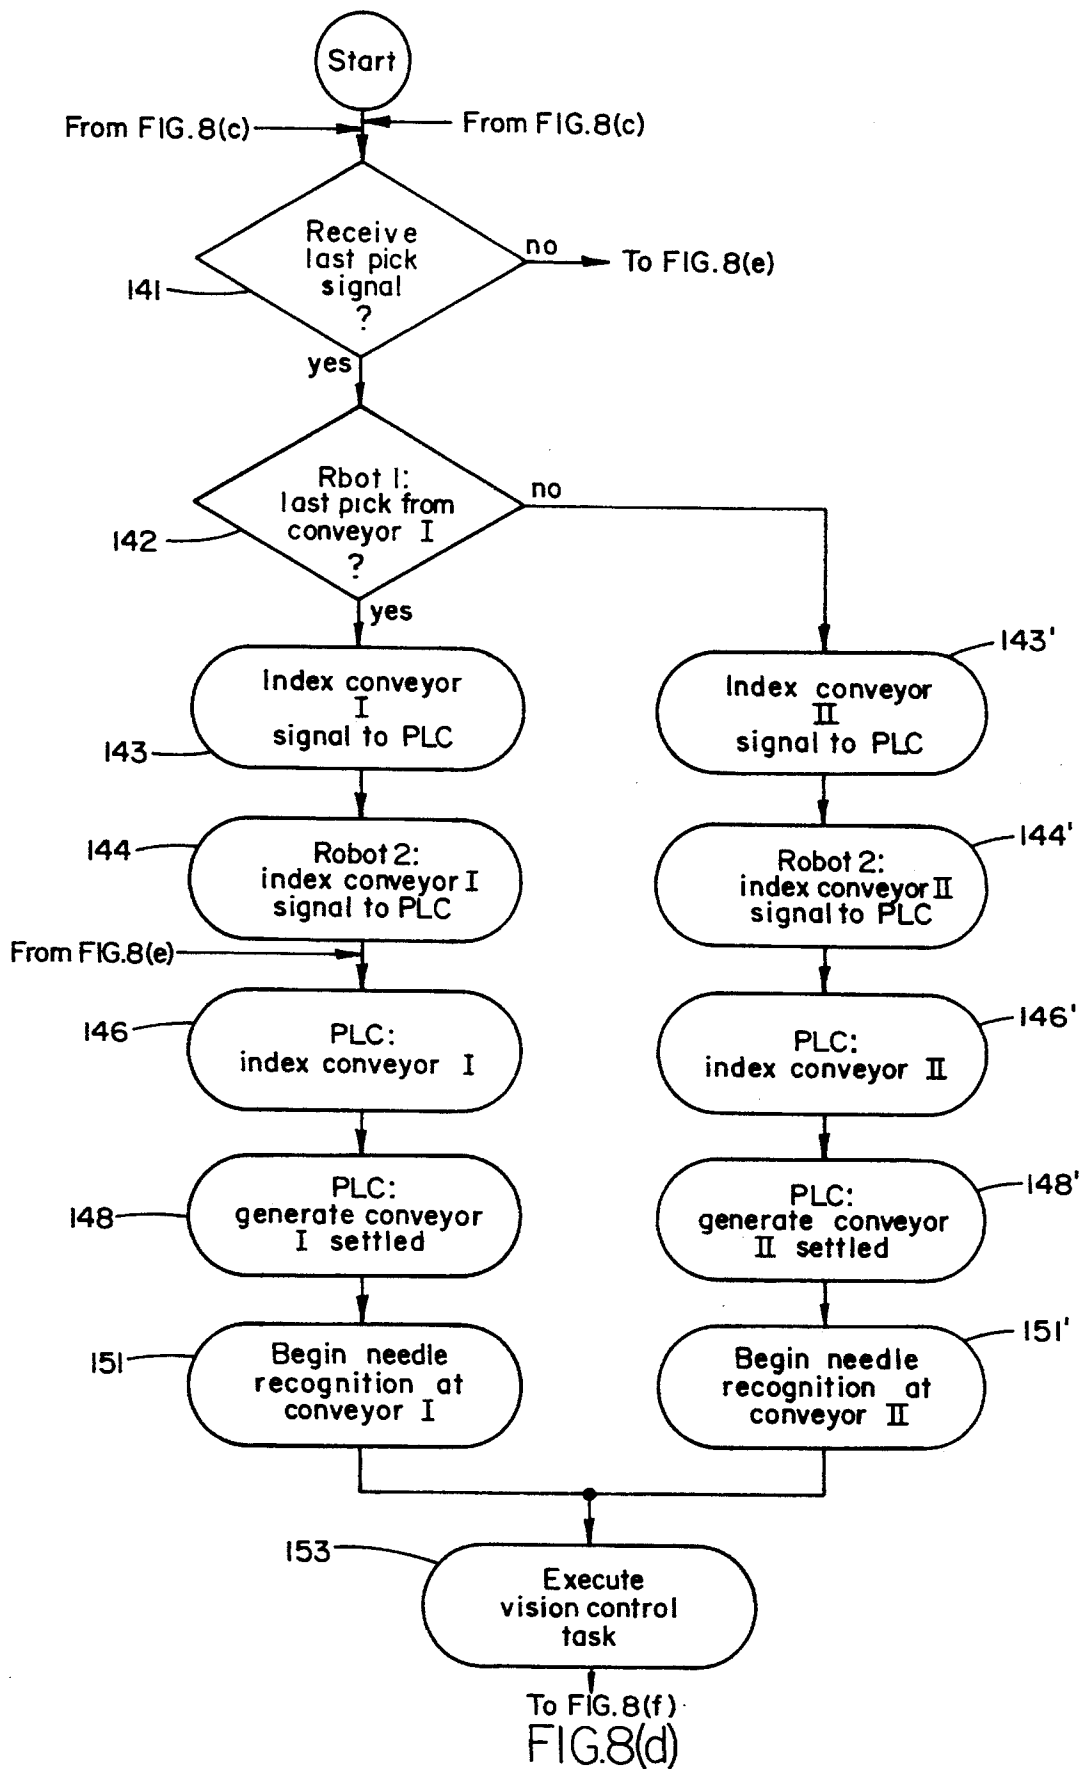 Start
From FIG.8(c)
From FIG.8(c)
Receive
last pick
signal
?
no
To FIG.8(e)
141
yes
Rbot 1:
last pick from
conveyor I
?
no
142
yes
Index conveyor
I
signal to PLC
143
Index conveyor
II
signal to PLC
143'
Robot 2:
index conveyor I
signal to PLC
144
Robot 2:
index conveyor II
signal to PLC
144'
From FIG.8(e)
PLC:
index conveyor I
146
PLC:
index conveyor II
146'
PLC:
generate conveyor
I settled
148
PLC:
generate conveyor
II settled
148'
Begin needle
recognition at
conveyor I
151
Begin needle
recognition at
conveyor II
151'
153
Execute
vision control
task
To FIG.8(f)
FIG.8(d)